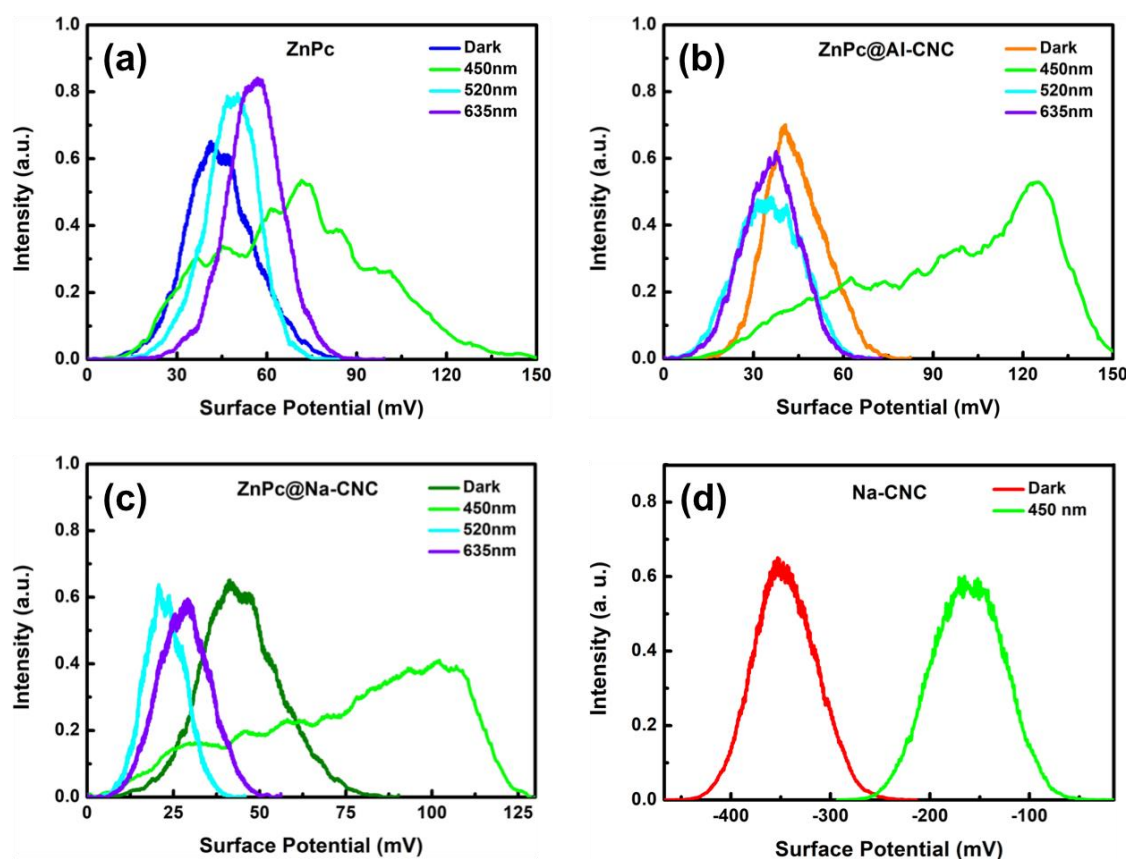 (a)
ZnPc
Dark
450nm
520nm
635nm
Intensity (a.u.)
1.0
0.8
0.6
0.4
0.2
0.0
0 30 60 90 120 150
Surface Potential (mV)
(b)
ZnPc@Al-CNC
Dark
450nm
520nm
635nm
Intensity (a.u.)
1.0
0.8
0.6
0.4
0.2
0.0
0 30 60 90 120 150
Surface Potential (mV)
(c)
ZnPc@Na-CNC
Dark
450nm
520nm
635nm
Intensity (a.u.)
1.0
0.8
0.6
0.4
0.2
0.0
0 25 50 75 100 125
Surface Potential (mV)
(d)
Na-CNC
Dark
450 nm
Intensity (a. u.)
0.8
0.6
0.4
0.2
0.0
-400 -300 -200 -100
Surface Potential (mV)